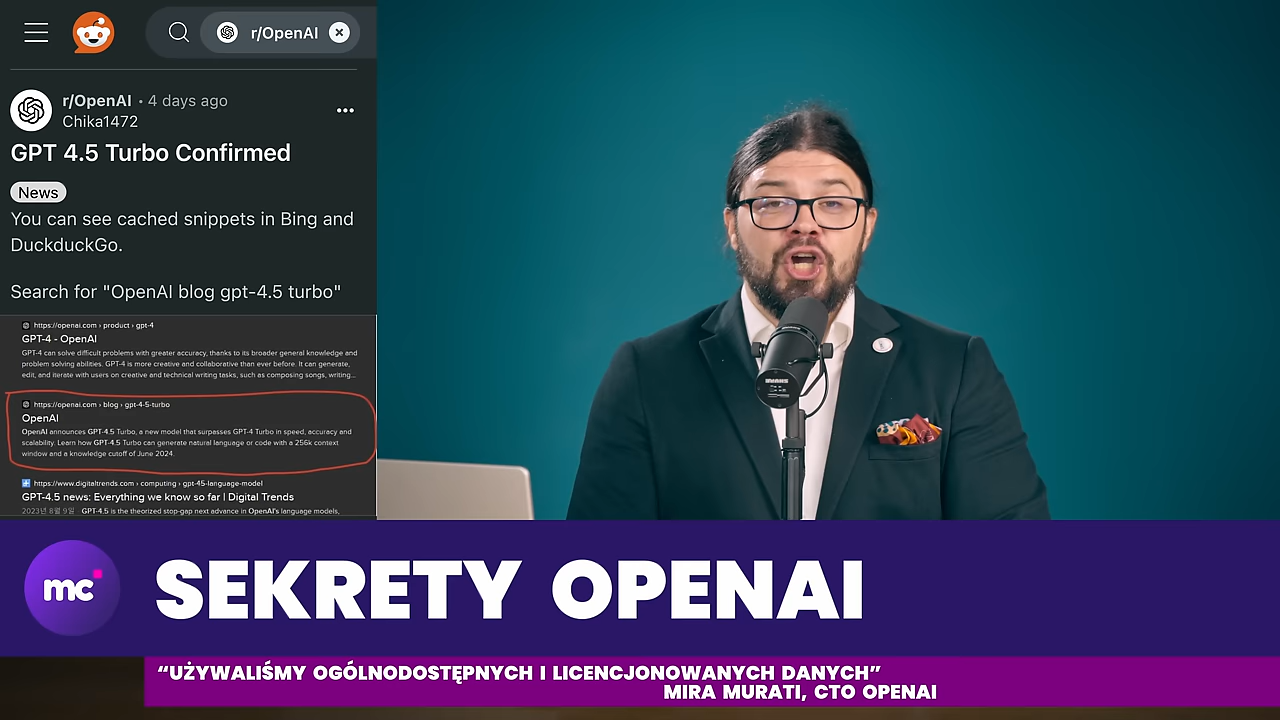 r/OpenAI
r/OpenAI • 4 days ago
Chika1472
GPT 4.5 Turbo Confirmed
News
You can see cached snippets in Bing and
DuckduckGo.
Search for "OpenAI blog gpt-4.5 turbo"
https://openai.com › product › gpt-4
GPT-4 - OpenAI
GPT-4 can solve difficult problems with greater accuracy, thanks to its broader general knowledge and
problem solving abilities. GPT-4 is more creative and collaborative than ever before. It can generate,
edit, and iterate with users on creative and technical writing tasks, such as composing songs, writing...
https://openai.com › blog › gpt-4-5-turbo
OpenAI
OpenAI announces GPT-4.5 Turbo, a new model that surpasses GPT-4 Turbo in speed, accuracy and
scalability. Learn how GPT-4.5 Turbo can generate natural language or code with a 256k context
window and a knowledge cutoff of June 2024.
https://www.digitaltrends.com › computing › gpt-45-language-model
GPT-4.5 news: Everything we know so far | Digital Trends
2023년 8월 9일 · GPT-4.5 is the theorized stop-gap next advance in OpenAI's language models,
mc
SEKRETY OPENAI
“UŻYWALIŚMY OGÓLNODOSTĘPNYCH I LICENCJONOWANYCH DANYCH”
MIRA MURATI, CTO OPENAI